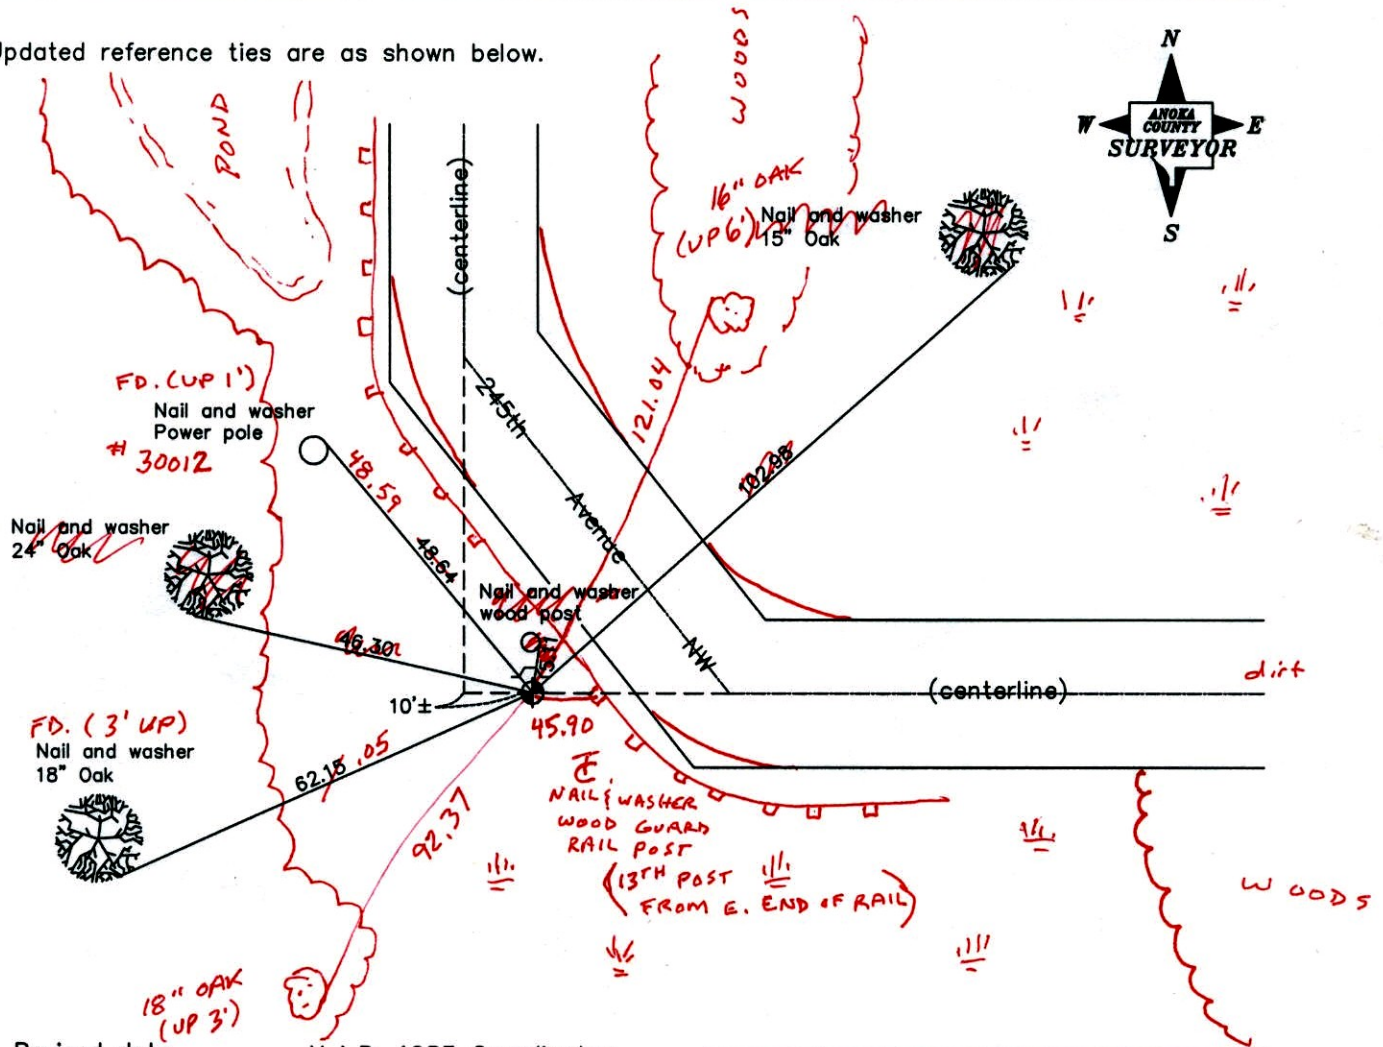 Updated reference ties are as shown below.
WOODS
POND
N
W
ANOKA
COUNTY
E
SURVEYOR
S
16" OAK
(UP 6')
Nail and washer
15" Oak
(centerline)
FD. (UP 1')
Nail and washer
Power pole
# 30012
245th Avenue NW
121.04
102.98
48.59
48.64
Nail and washer
24" Oak
Nail and washer
wood post
46.30
dirt
(centerline)
10'±
45.90
FD. (3' UP)
Nail and washer
18" Oak
62.15
.05
NAIL & WASHER
WOOD GUARD
RAIL POST
(13TH POST
FROM E. END OF RAIL)
92.37
WOODS
18" OAK
(UP 3')